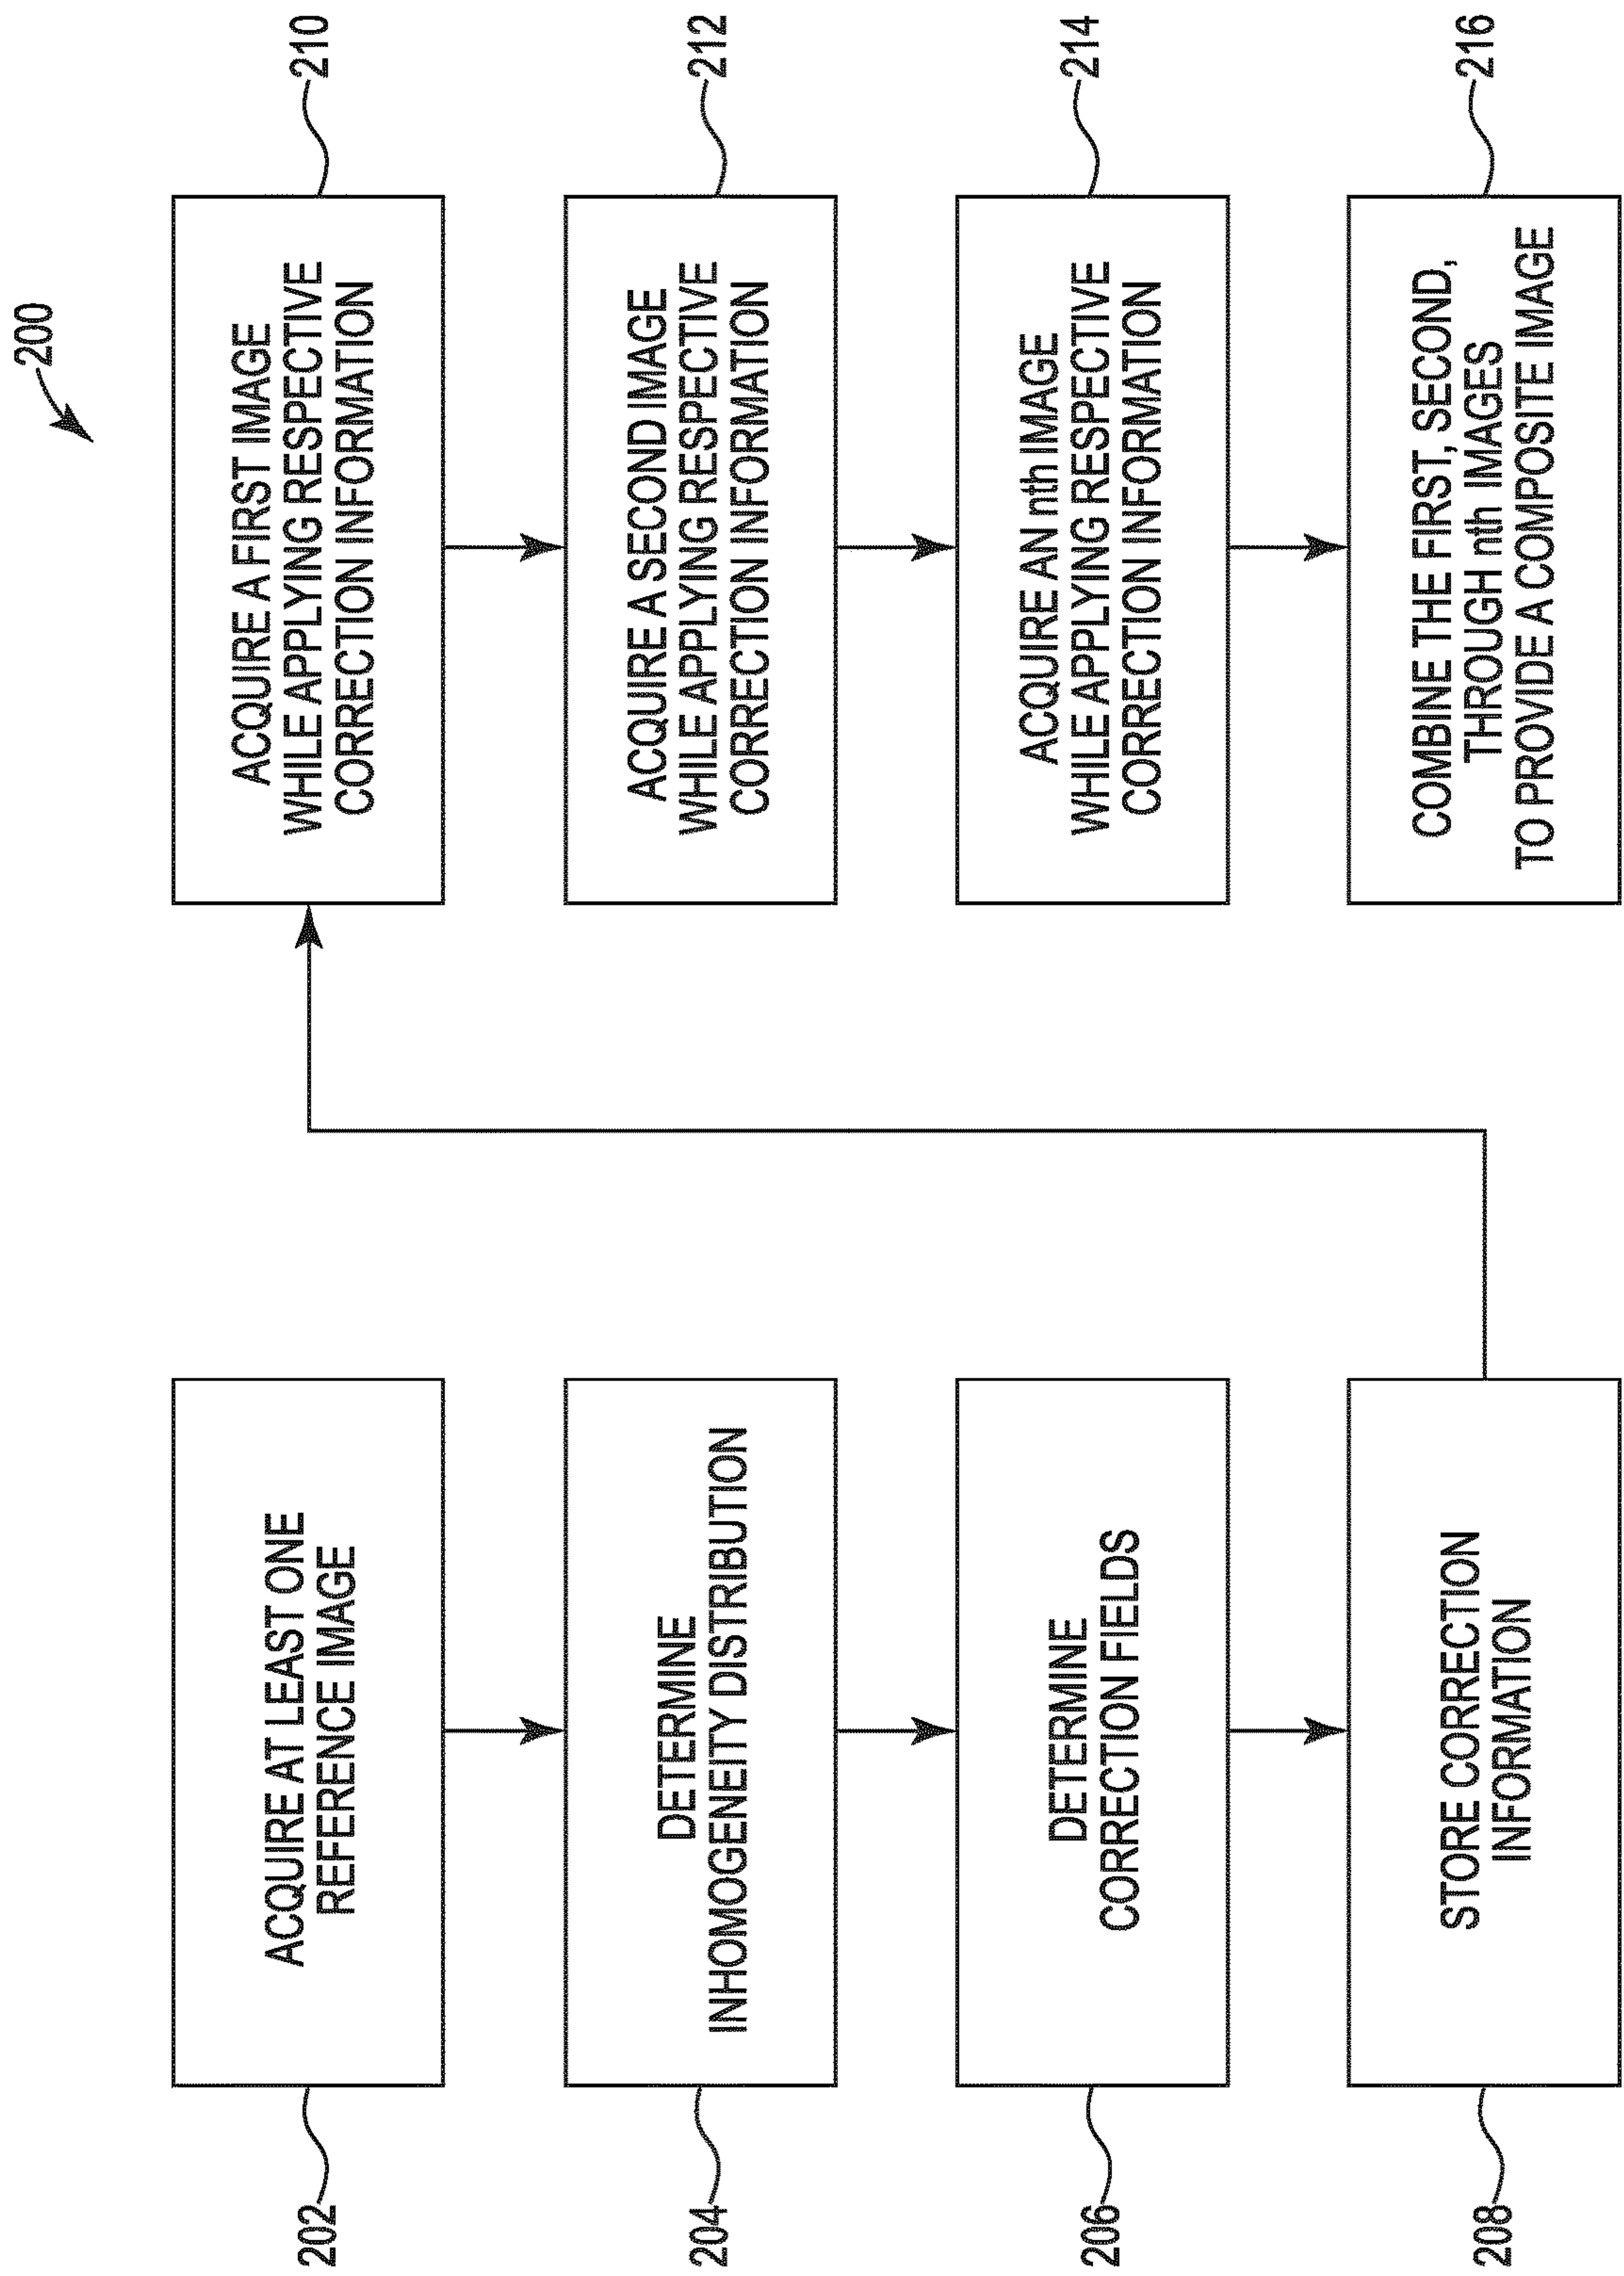 200
202
ACQUIRE AT LEAST ONE
REFERENCE IMAGE
204
DETERMINE
INHOMOGENEITY DISTRIBUTION
206
DETERMINE
CORRECTION FIELDS
208
STORE CORRECTION
INFORMATION
ACQUIRE A FIRST IMAGE
WHILE APPLYING RESPECTIVE
CORRECTION INFORMATION
210
ACQUIRE A SECOND IMAGE
WHILE APPLYING RESPECTIVE
CORRECTION INFORMATION
212
ACQUIRE AN nth IMAGE
WHILE APPLYING RESPECTIVE
CORRECTION INFORMATION
214
COMBINE THE FIRST, SECOND,
THROUGH nth IMAGES
TO PROVIDE A COMPOSITE IMAGE
216